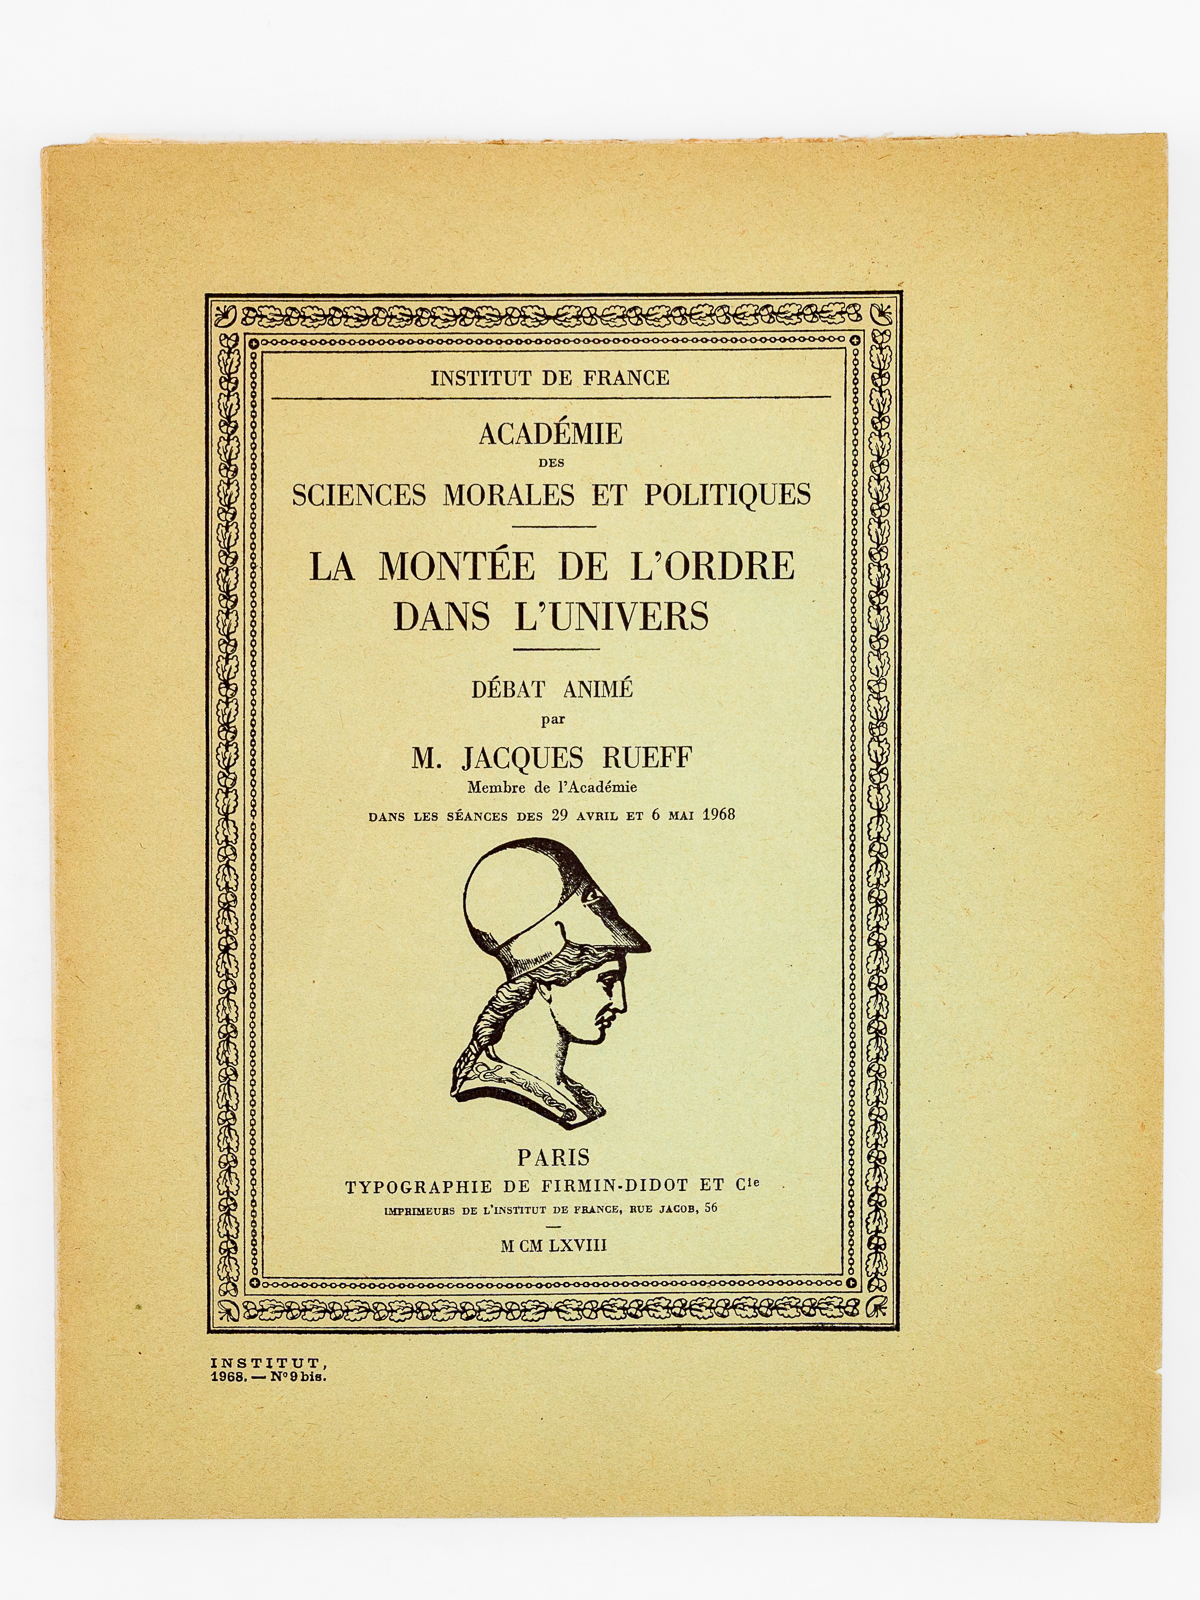 INSTITUT DE FRANCE
ACADÉMIE
DES
SCIENCES MORALES ET POLITIQUES
LA MONTÉE DE L'ORDRE
DANS L'UNIVERS
DÉBAT ANIMÉ
par
M. JACQUES RUEFF
Membre de l'Académie
DANS LES SÉANCES DES 29 AVRIL ET 6 MAI 1968
PARIS
TYPOGRAPHIE DE FIRMIN-DIDOT ET Cie
IMPRIMEURS DE L'INSTITUT DE FRANCE, RUE JACOB, 56
M CM LXVIII
INSTITUT,
1968. — N° 9 bis.